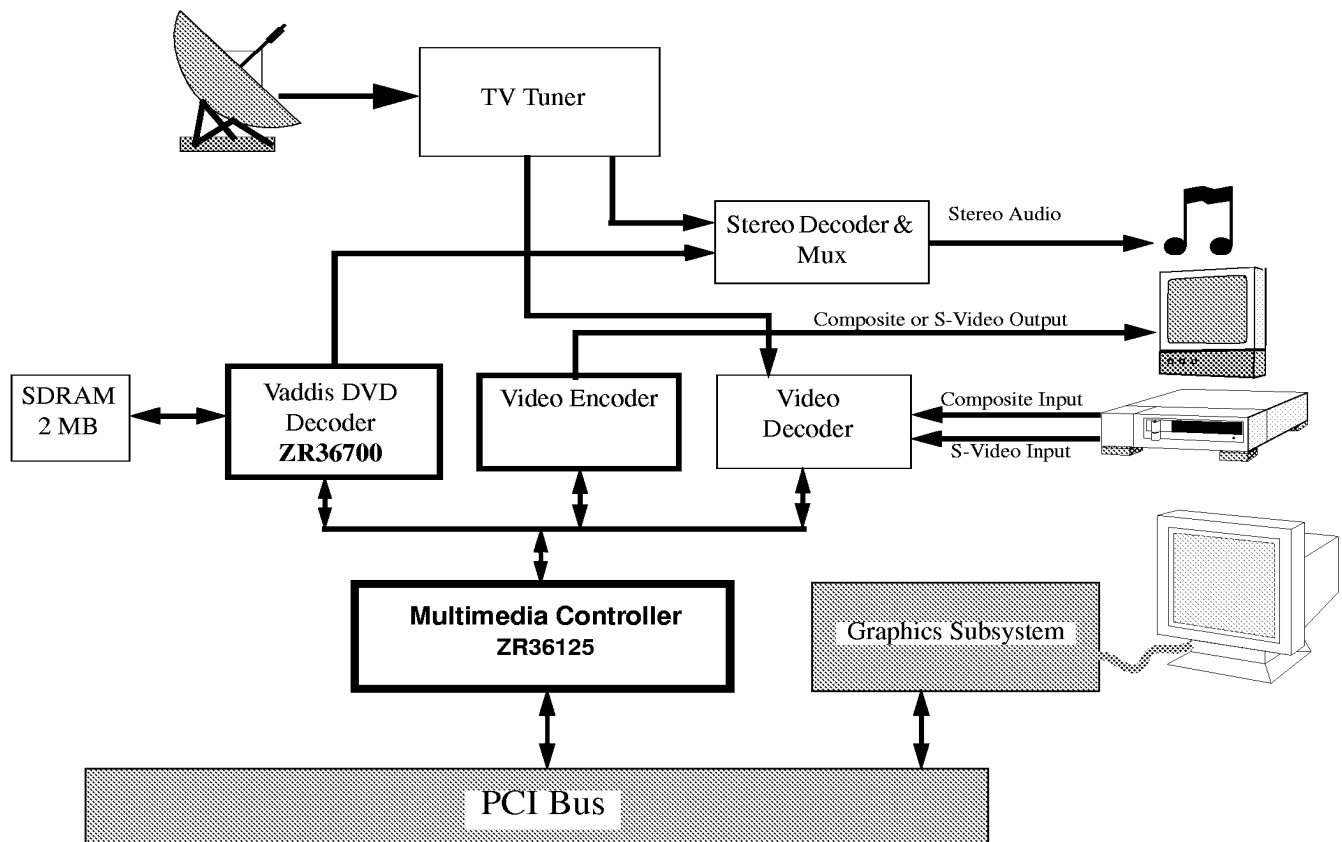 TV Tuner
Stereo Decoder &
Mux
Stereo Audio
Composite or S-Video Output
SDRAM
2 MB
Vaddis DVD
Decoder
ZR36700
Video Encoder
Video
Decoder
Composite Input
S-Video Input
Multimedia Controller
ZR36125
Graphics Subsystem
PCI Bus